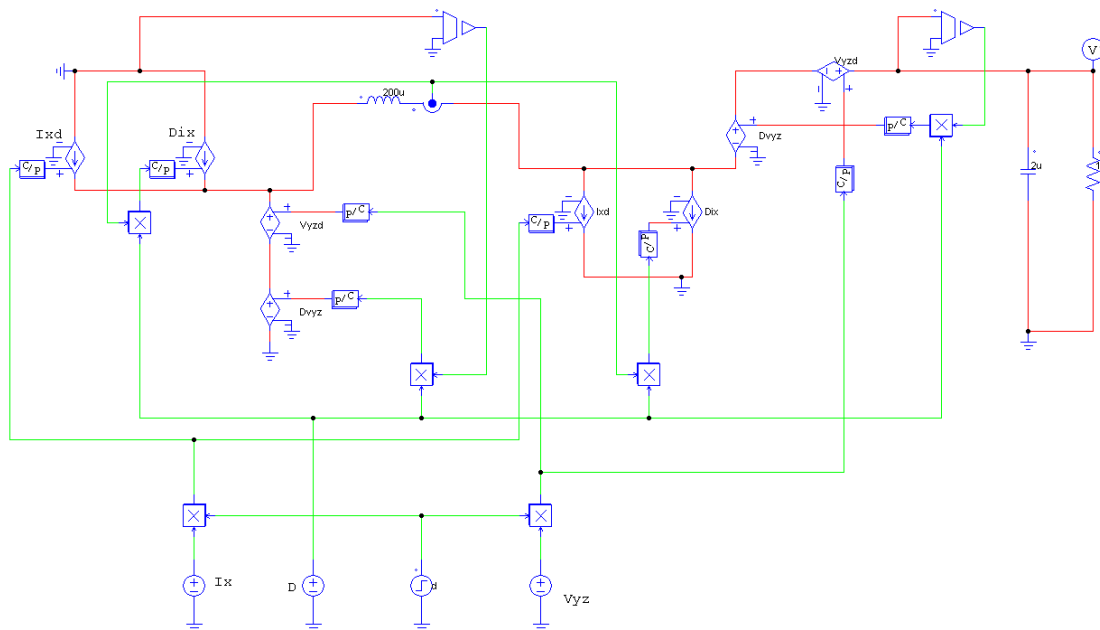 V
Vyzd
200u
Ixd
Dix
C/p
C/p
Dvyz
p/C
2u
C/p
Vyzd
p/C
C/p
Ixd
Dix
C/p
Dvyz
p/C
Ix
D
d
Vyz